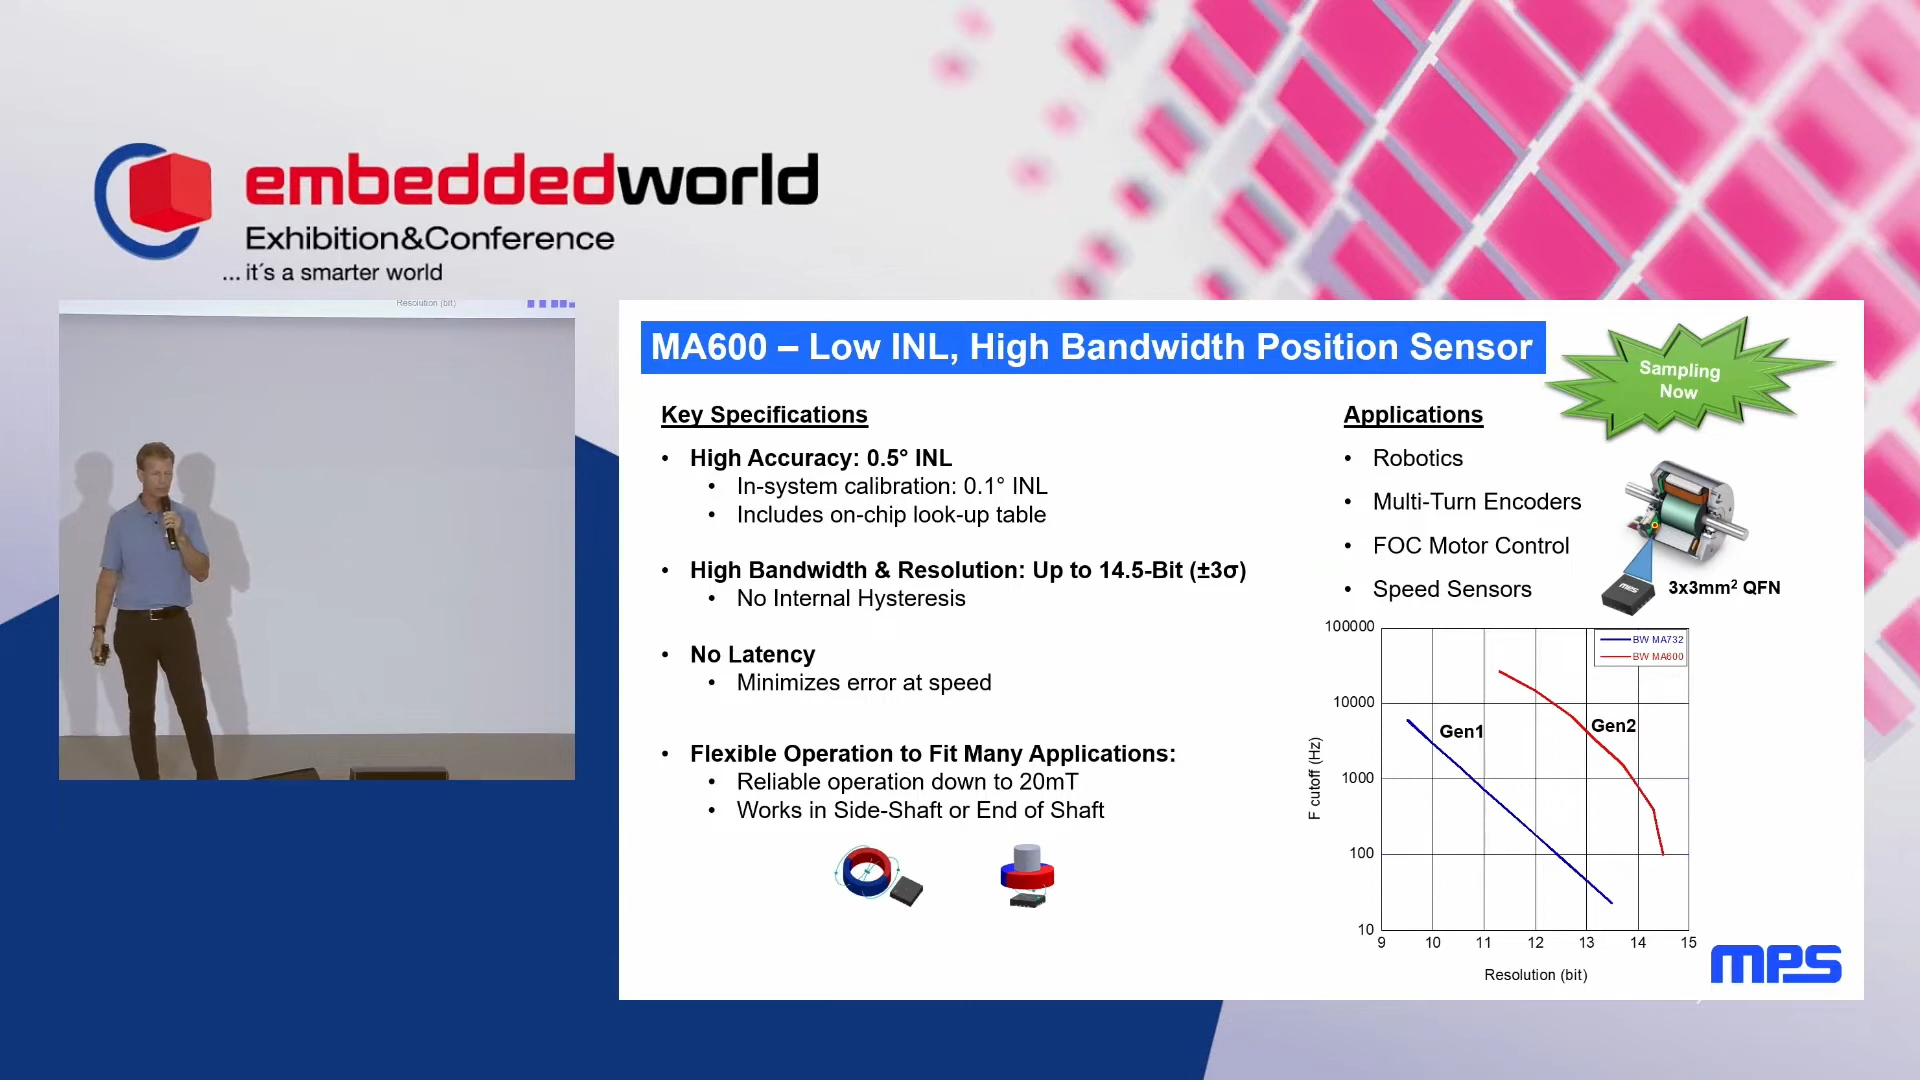 embeddedworld
Exhibition&Conference
... it´s a smarter world
Resolution (bit)
MA600 – Low INL, High Bandwidth Position Sensor
Sampling
Now
Key Specifications
• High Accuracy: 0.5° INL
• In-system calibration: 0.1° INL
• Includes on-chip look-up table
• High Bandwidth & Resolution: Up to 14.5-Bit (±3σ)
• No Internal Hysteresis
• No Latency
• Minimizes error at speed
• Flexible Operation to Fit Many Applications:
• Reliable operation down to 20mT
• Works in Side-Shaft or End of Shaft
Applications
• Robotics
• Multi-Turn Encoders
• FOC Motor Control
• Speed Sensors
mps
3x3mm² QFN
100000
10000
1000
100
10
F cutoff (Hz)
BW MA732
BW MA600
Gen1
Gen2
9 10 11 12 13 14 15
Resolution (bit)
mps